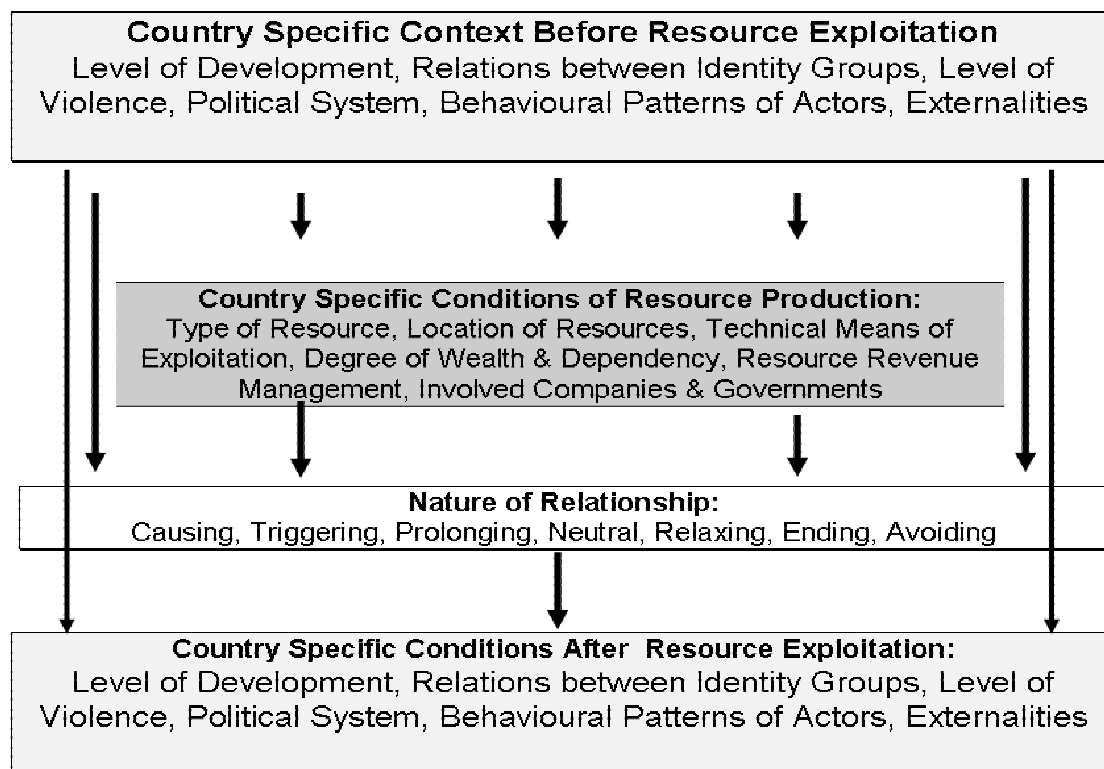 Country Specific Context Before Resource Exploitation
Level of Development, Relations between Identity Groups, Level of
Violence, Political System, Behavioural Patterns of Actors, Externalities
Country Specific Conditions of Resource Production:
Type of Resource, Location of Resources, Technical Means of
Exploitation, Degree of Wealth & Dependency, Resource Revenue
Management, Involved Companies & Governments
Nature of Relationship:
Causing, Triggering, Prolonging, Neutral, Relaxing, Ending, Avoiding
Country Specific Conditions After Resource Exploitation:
Level of Development, Relations between Identity Groups, Level of
Violence, Political System, Behavioural Patterns of Actors, Externalities